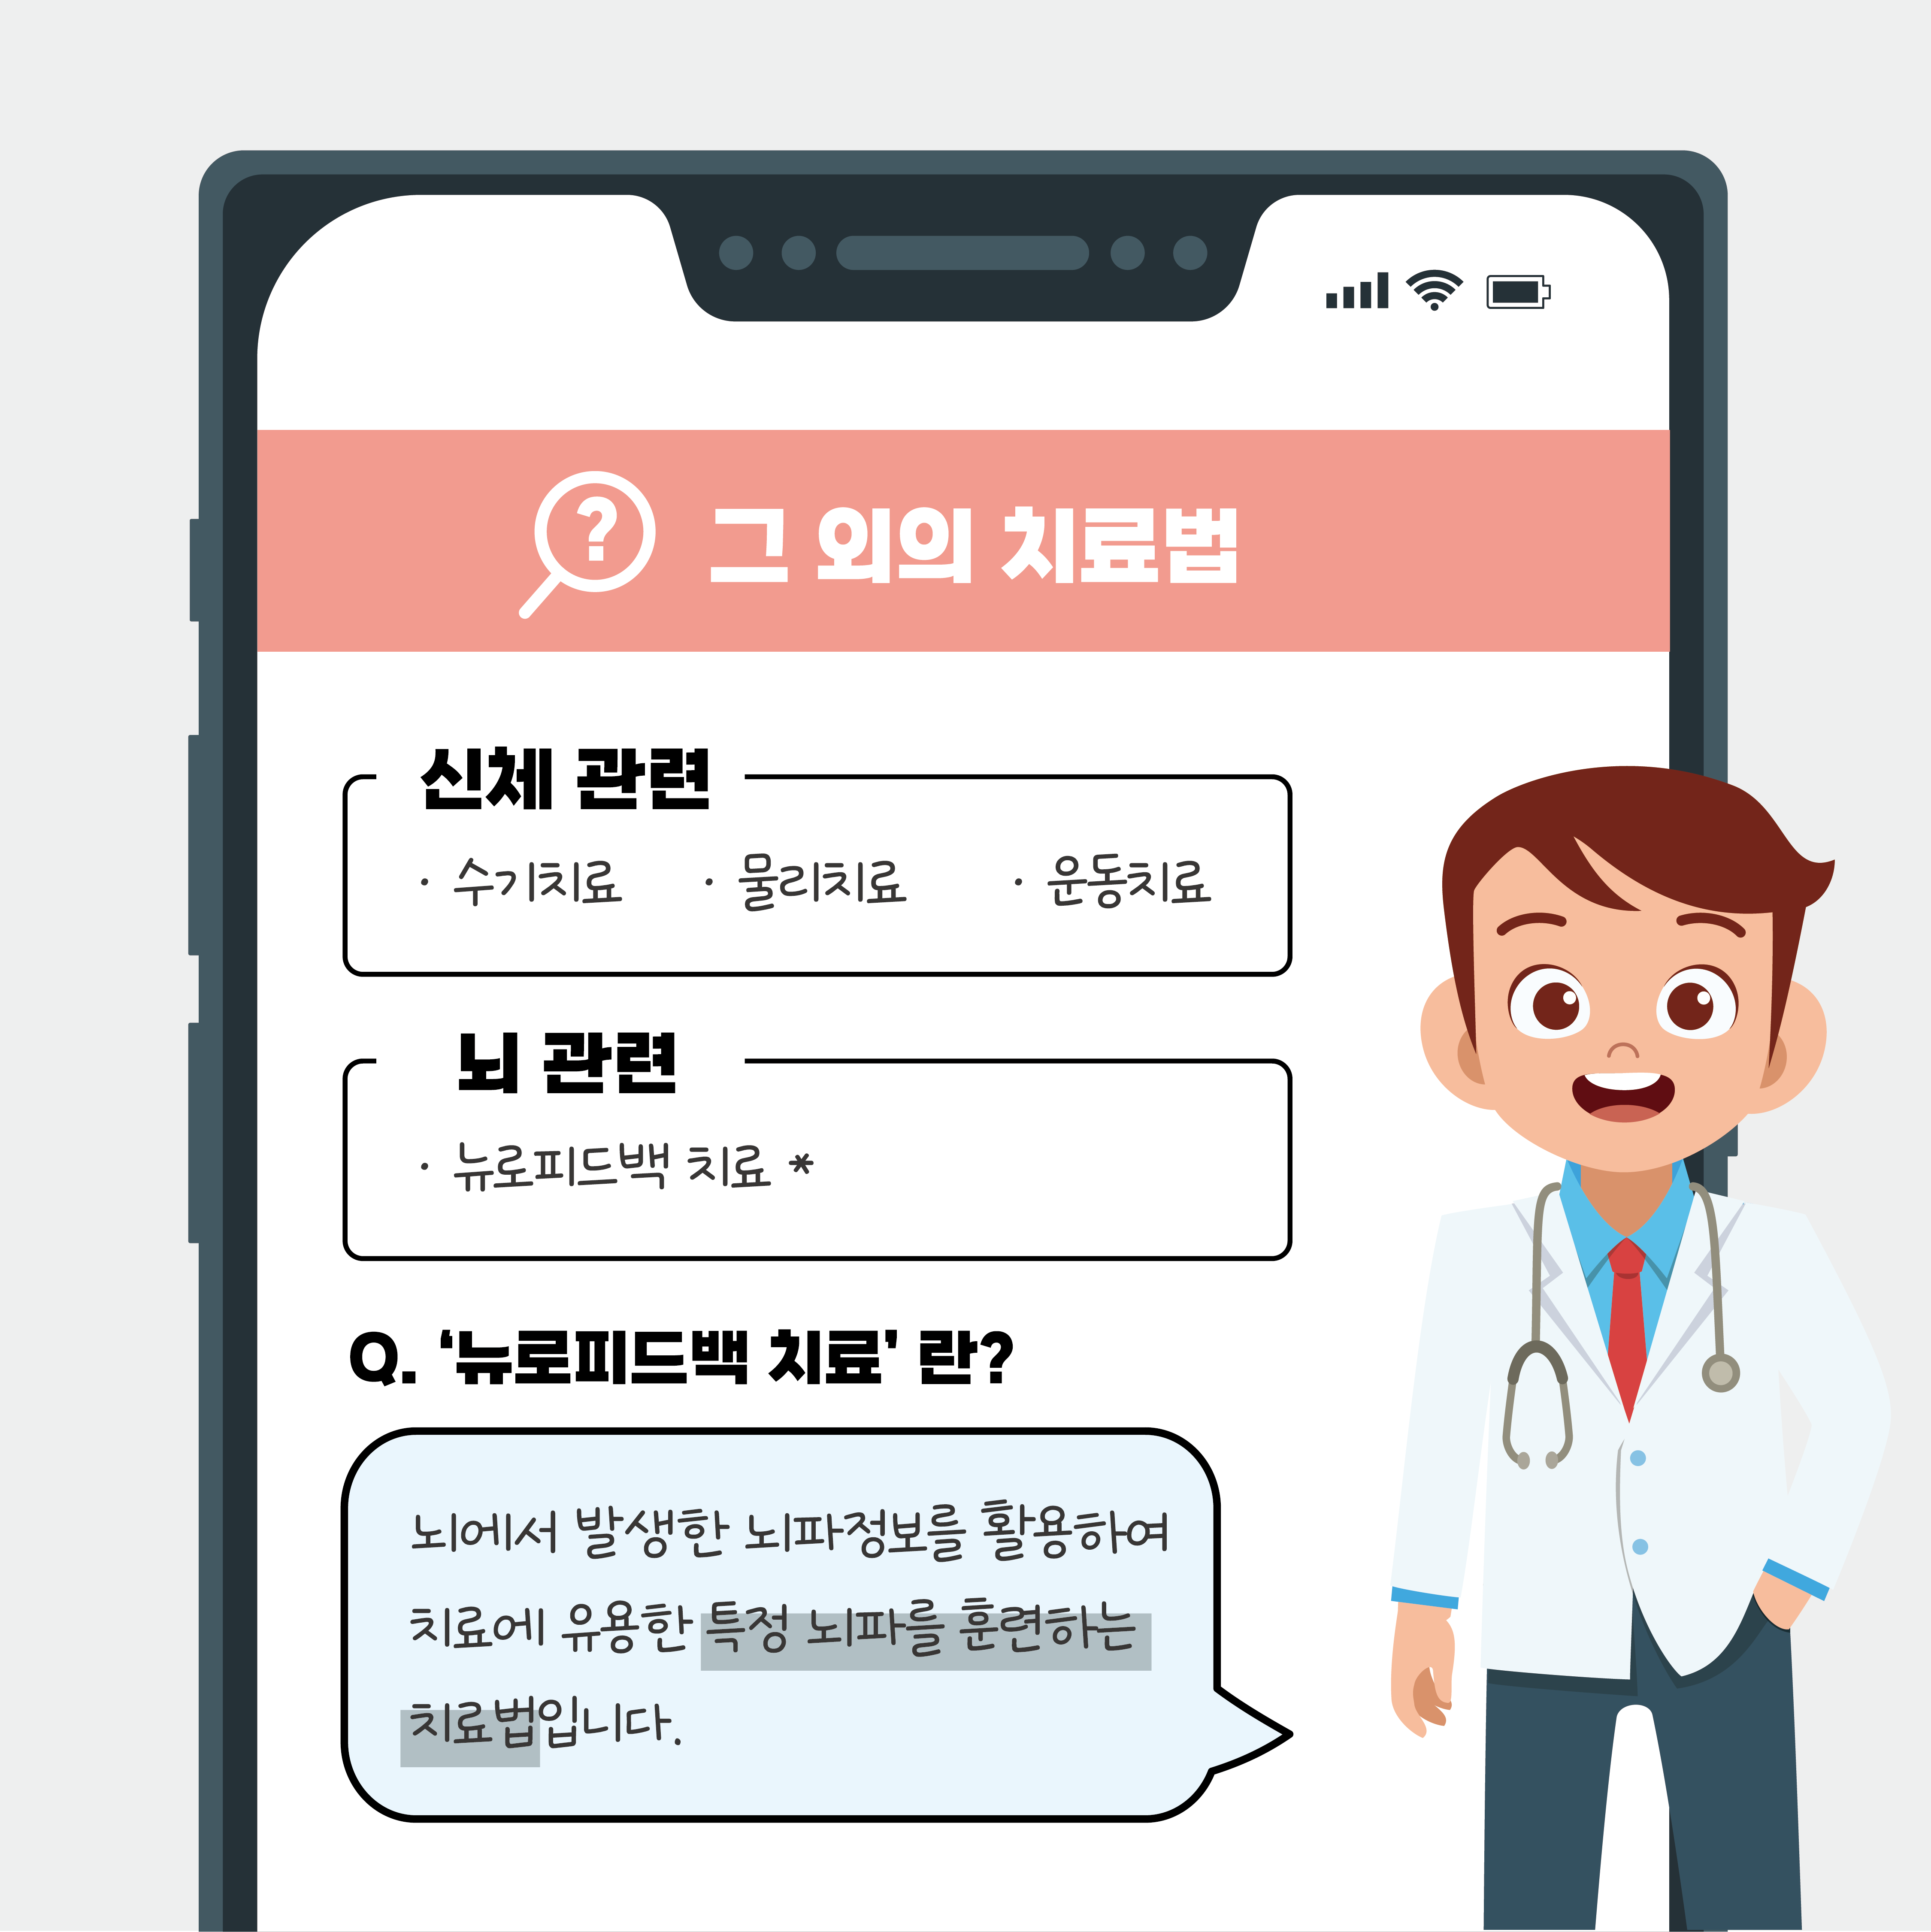 ?
그 외의 치료법
신체 관련
· 수기치료 · 물리치료 · 운동치료
뇌 관련
· 뉴로피드백 치료 *
Q. ‘뉴로피드백 치료’ 란?
뇌에서 발생한 뇌파정보를 활용하여
치료에 유용한 특정 뇌파를 훈련하는
치료법입니다.